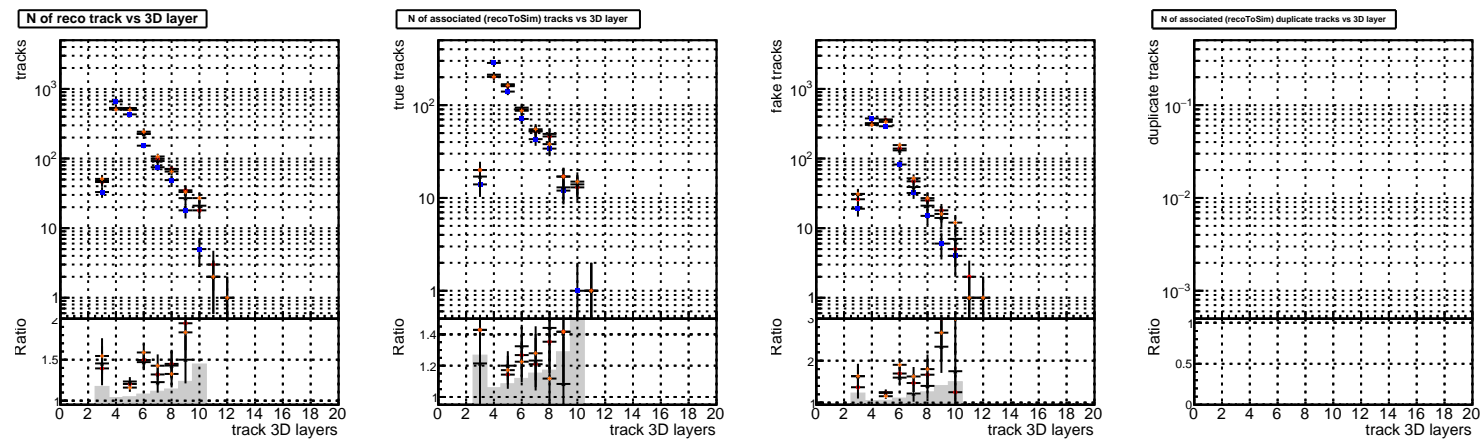 N of reco track vs 3D layer
tracks
10³
10²
10
1
Ratio
2
1.5
1
0 2 4 6 8 10 12 14 16 18 20
track 3D layers
N of associated (recoToSim) tracks vs 3D layer
true tracks
10²
10
1
Ratio
1.4
1.2
1
0 2 4 6 8 10 12 14 16 18 20
track 3D layers
fake tracks
10³
10²
10
1
Ratio
3
2
1
0 2 4 6 8 10 12 14 16 18 20
track 3D layers
N of associated (recoToSim) duplicate tracks vs 3D layer
duplicate tracks
10⁻¹
10⁻²
10⁻³
Ratio
1
0.5
0
0 2 4 6 8 10 12 14 16 18 20
track 3D layers